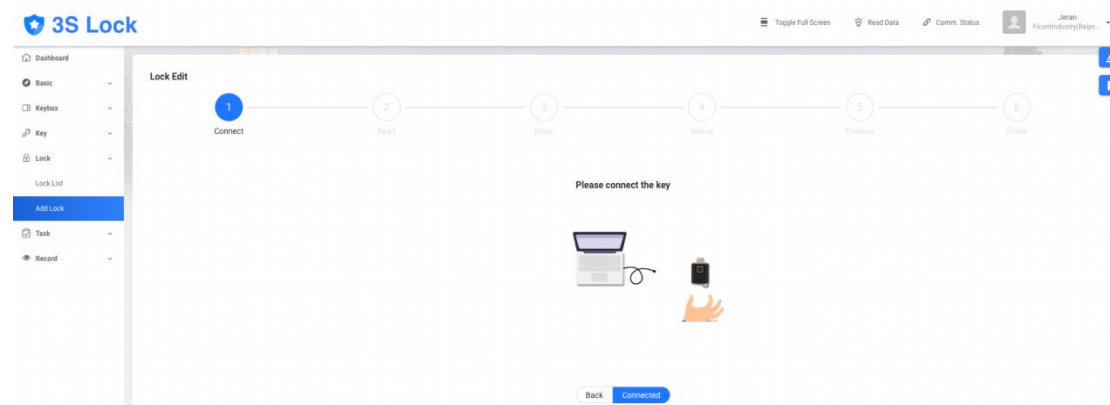 3S Lock
Toggle Full Screen
Read Data
Comm. Status
Jeran
FicontIndustry(Beijin...
Dashboard
Basic
Keybox
Key
Lock
Lock List
Add Lock
Task
Record
Lock Edit
1
2
3
4
5
6
Connect
Read
Basic
Status
Position
Finish
Please connect the key
Back
Connected